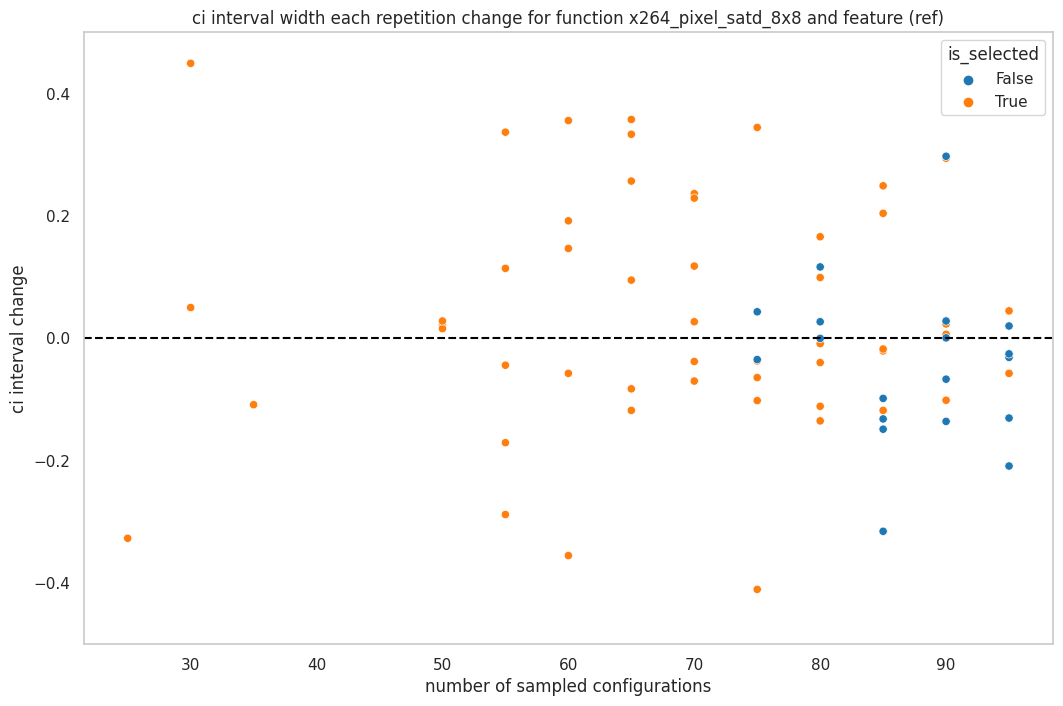 ci interval width each repetition change for function x264_pixel_satd_8x8 and feature (ref)
is_selected
False
True
ci interval change
0.4
0.2
0.0
−0.2
−0.4
30 40 50 60 70 80 90
number of sampled configurations